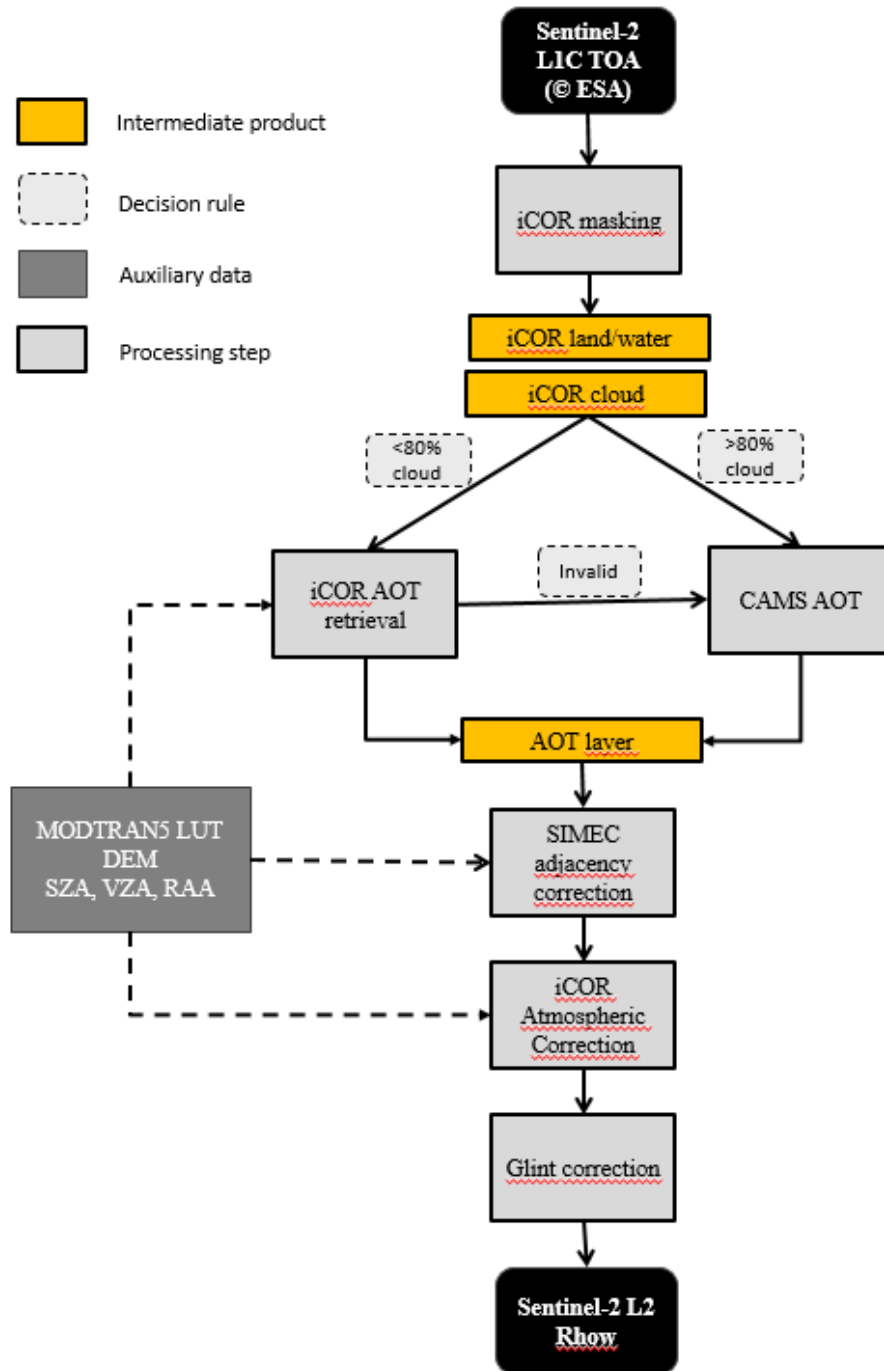 Sentinel-2
L1C TOA
(© ESA)
Intermediate product
Decision rule
Auxiliary data
Processing step
iCOR masking
iCOR land/water
iCOR cloud
<80%
cloud
>80%
cloud
iCOR AOT
retrieval
Invalid
CAMS AOT
AOT layer
MODTRAN5 LUT
DEM
SZA, VZA, RAA
SIMEC
adjacency
correction
iCOR
Atmospheric
Correction
Glint correction
Sentinel-2 L2
Rhow